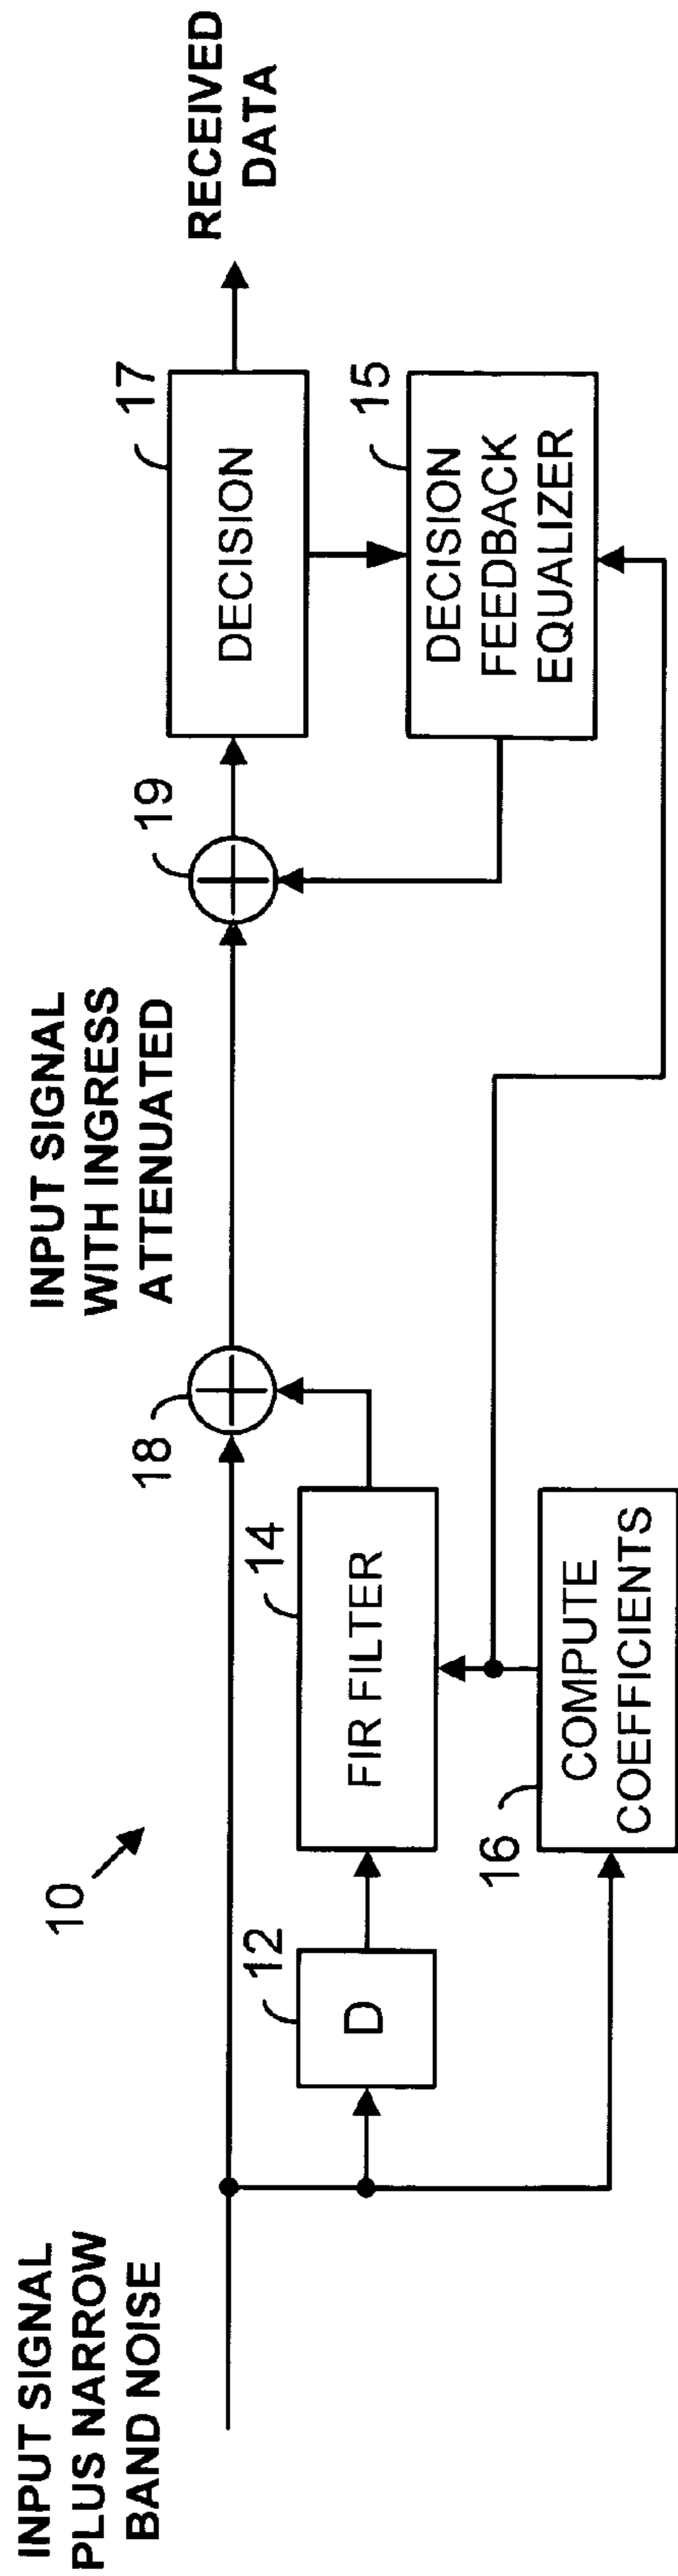 INPUT SIGNAL
PLUS NARROW
BAND NOISE
10
12
D
14
FIR FILTER
16
COMPUTE
COEFFICIENTS
18
INPUT SIGNAL
WITH INGRESS
ATTENUATED
19
17
DECISION
15
DECISION
FEEDBACK
EQUALIZER
RECEIVED
DATA